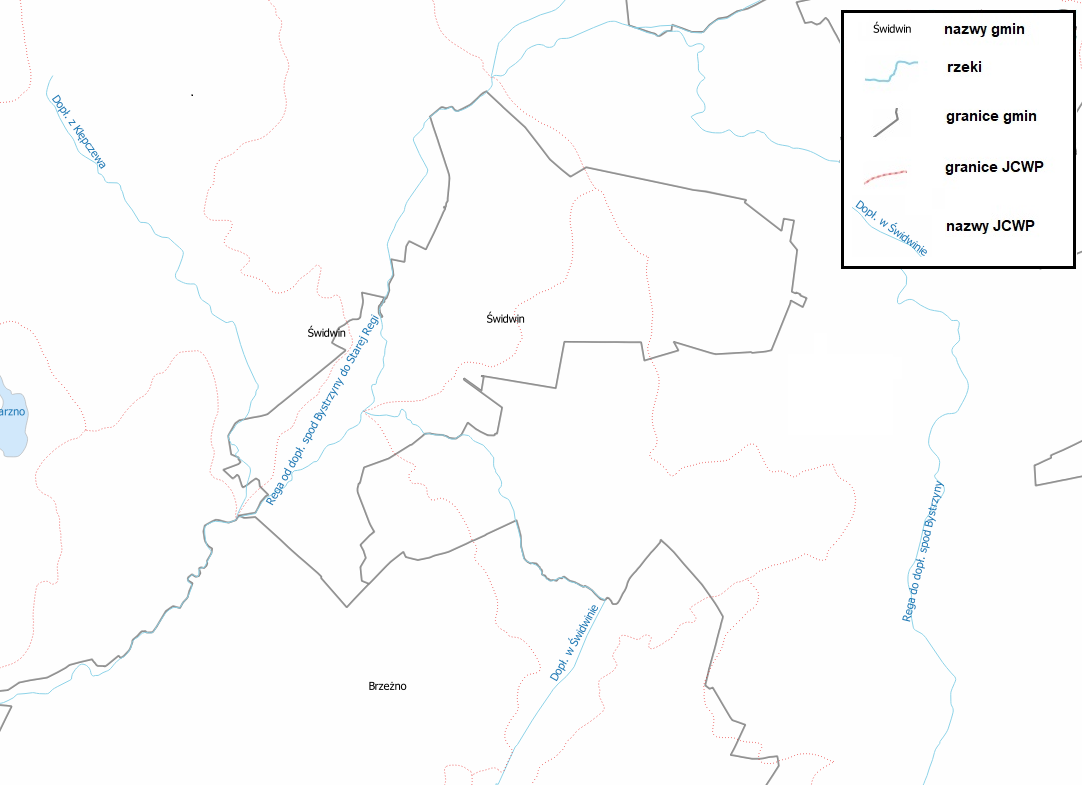 Świdwin
nazwy gmin
rzeki
granice gmin
granice JCWP
Dopł. w Świdwinie
nazwy JCWP
Dopł. z Kłępczewa
Świdwin
Świdwin
Rega od dopł. spod Bystrzyny do Starej Regi
arzno
Rega do dopł. spod Bystrzyny
Dopł. w Świdwinie
Brzeżno